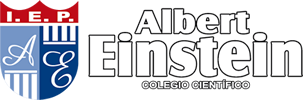 I.E.P.
A E
Albert
Einstein
COLEGIO CIENTÍFICO